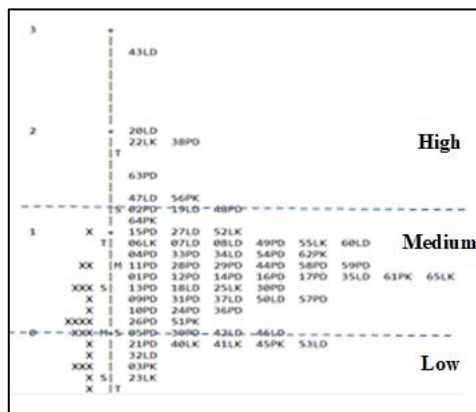 3
43LD
2 20LD
22LK 38PD
T
63PD
High
47LD 56PK
S 02PD 19LD 48PD
64PK
1 X 15PD 27LD 52LK
Medium
T 06LK 07LD 08LD 49PD 55LK 60LD
04PD 33PD 34LD 54PD 62PK
XX M 11PD 28PD 29PD 44PD 58PD 59PD
01PD 12PD 14PD 16PD 17PD 35LD 61PK 65LK
XXX S 13PD 18LD 25LK 30PD
X 09PD 31PD 37LD 50LD 57PD
X 10PD 24PD 36PD
XXXX 26PD 51PK
0 XXX M S 05PD 39PD 42LD 46LD
X 21PD 40LK 41LK 45PK 53LD
X 32LD
Low
XXX 03PK
X S 23LK
X T